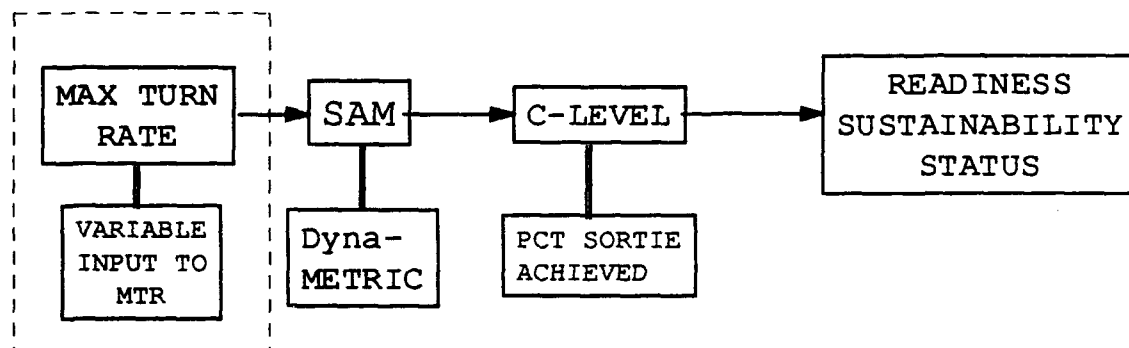 MAX TURN
RATE
SAM
C-LEVEL
READINESS
SUSTAINABILITY
STATUS
VARIABLE
INPUT TO
MTR
Dyna-
METRIC
PCT SORTIE
ACHIEVED